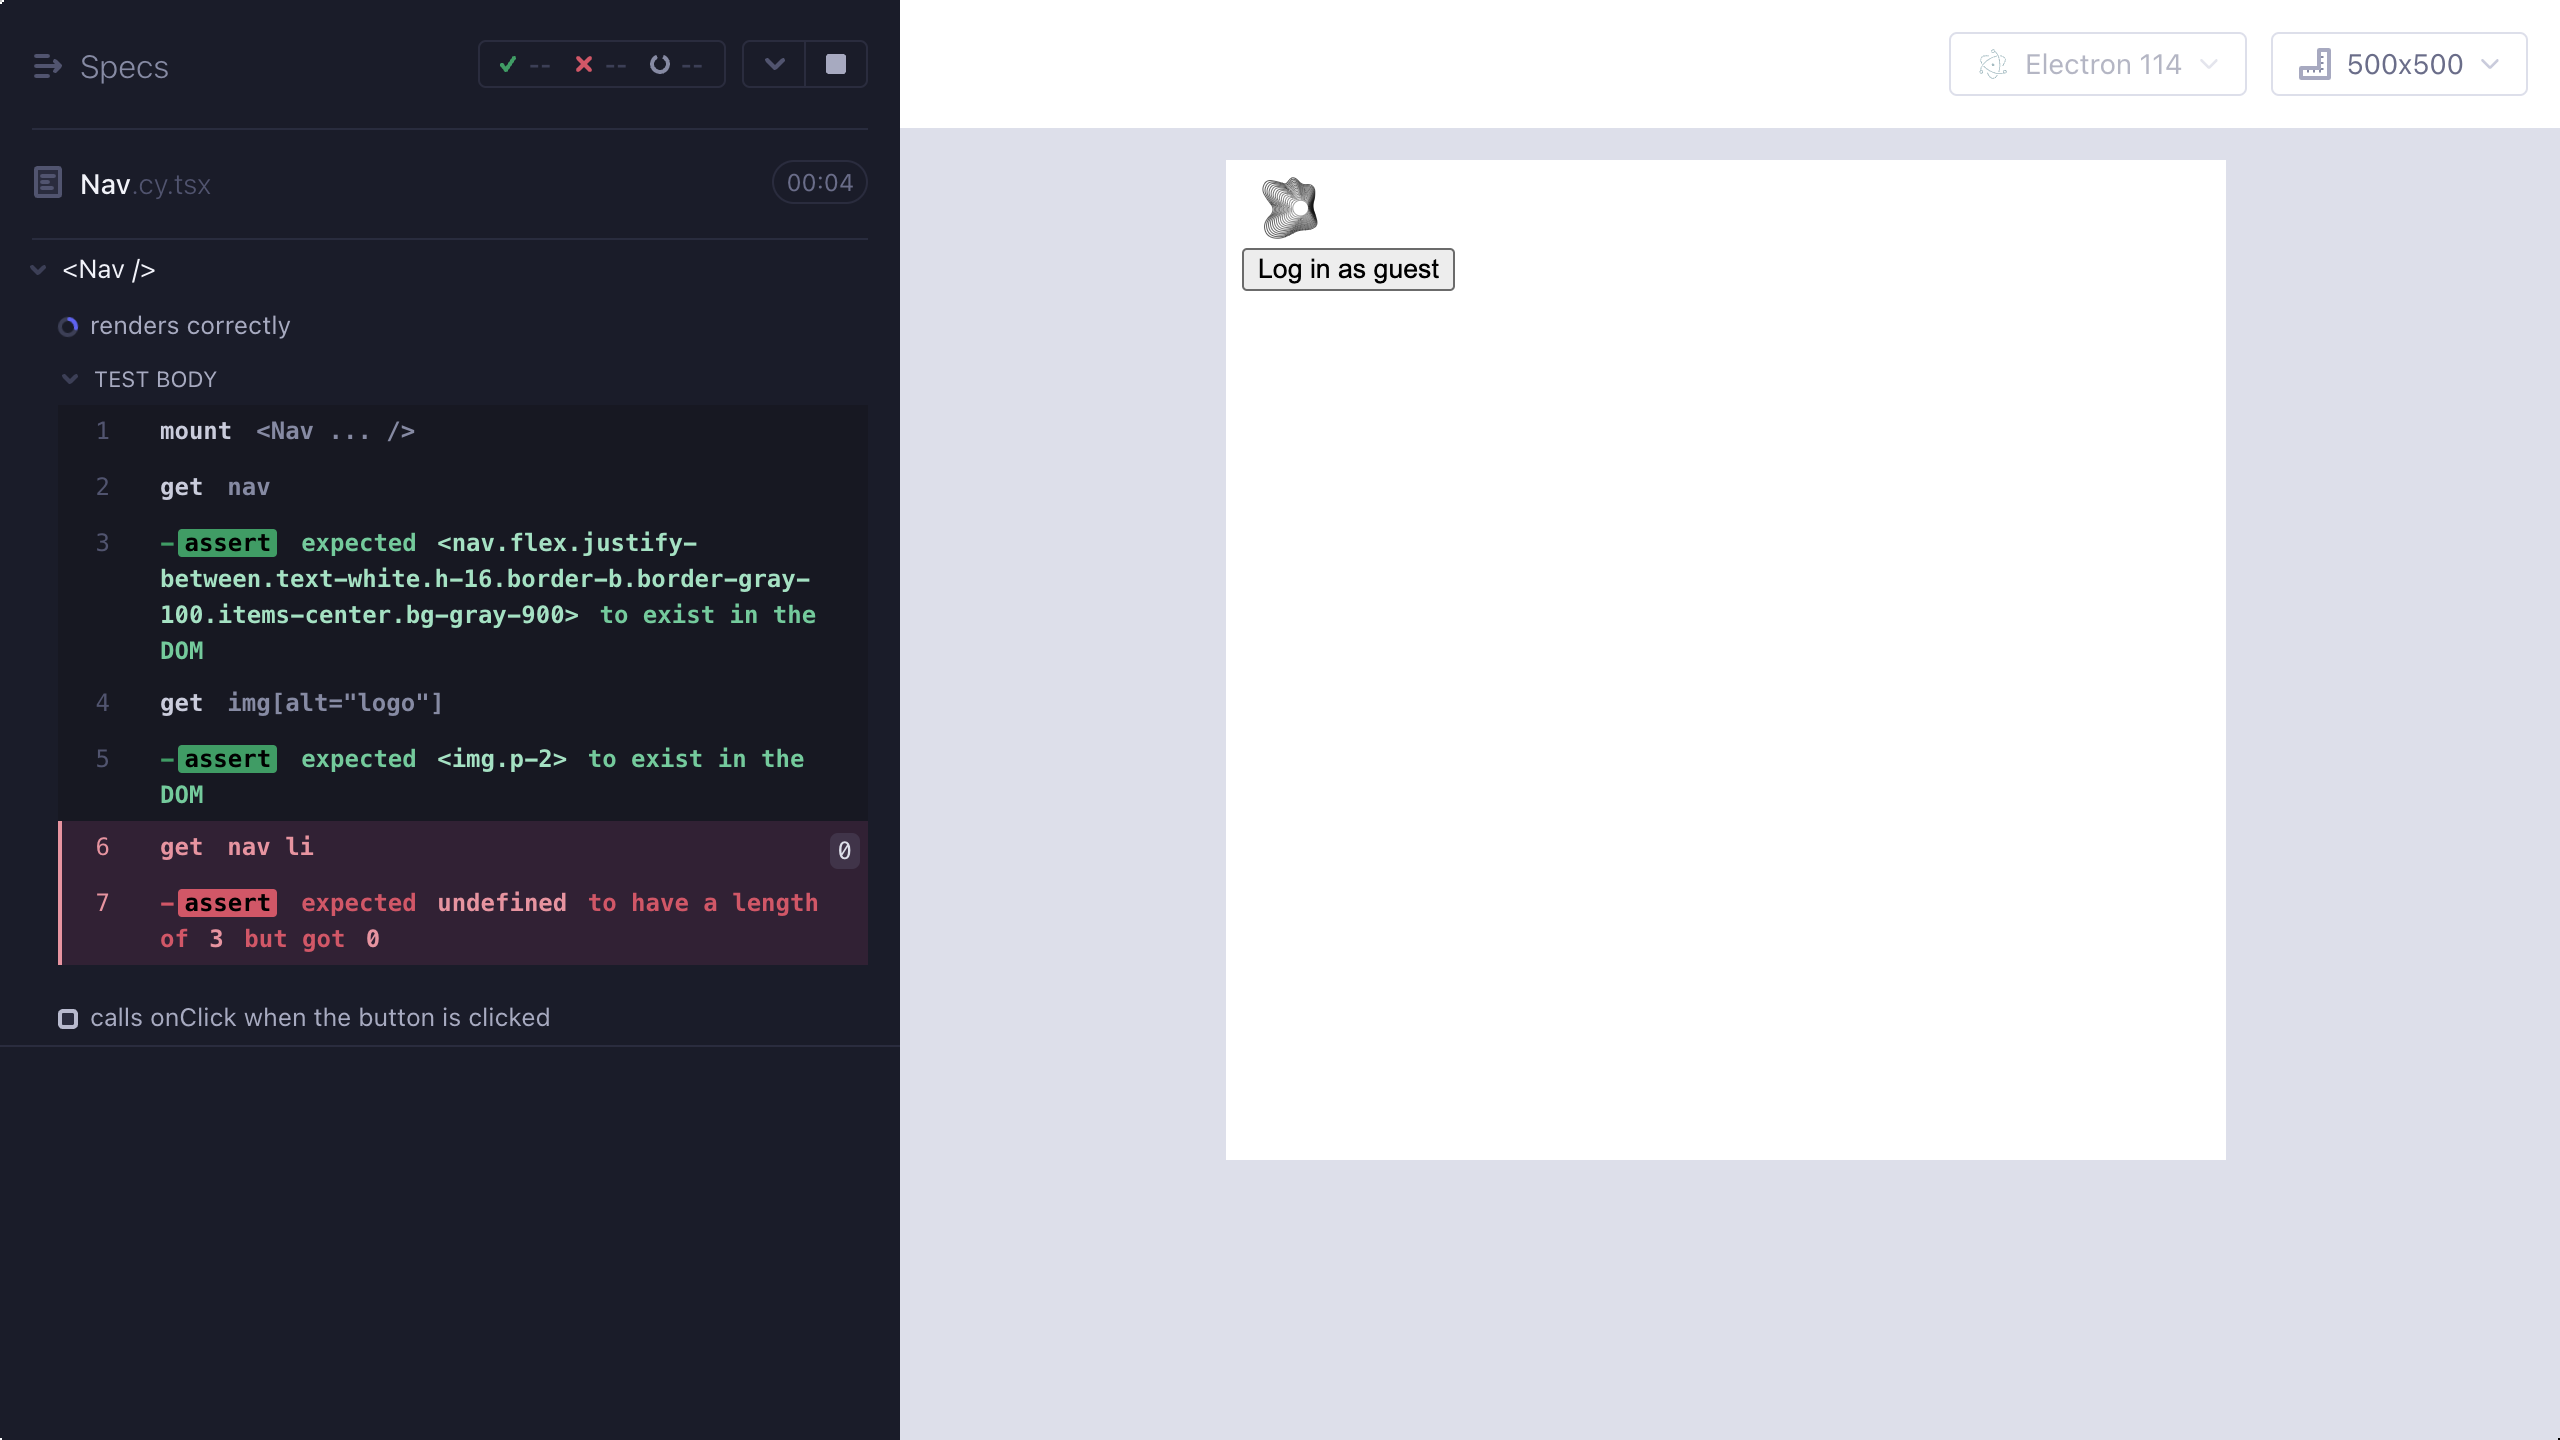 Specs
-- -- --
Nav.cy.tsx
00:04
<Nav />
renders correctly
TEST BODY
1 mount <Nav ... />
2 get nav
3 -assert expected <nav.flex.justify-
between.text-white.h-16.border-b.border-gray-
100.items-center.bg-gray-900> to exist in the
DOM
4 get img[alt="logo"]
5 -assert expected <img.p-2> to exist in the
DOM
6 get nav li 0
7 -assert expected undefined to have a length
of 3 but got 0
calls onClick when the button is clicked
Electron 114
500x500
Log in as guest